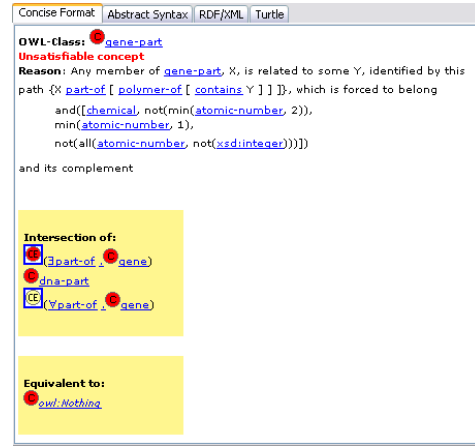 Concise Format Abstract Syntax RDF/XML Turtle
OWL-Class: C gene-part
Unsatisfiable concept
Reason: Any member of gene-part, X, is related to some Y, identified by this
path {X part-of [ polymer-of [ contains Y ] ] ]}, which is forced to belong
and([chemical, not(min(atomic-number, 2)),
min(atomic-number, 1),
not(all(atomic-number, not(xsd:integer)))])
and its complement
Intersection of:
CE (∃part-of . C gene)
C dna-part
CE (∀part-of . C gene)
Equivalent to:
C owl:Nothing